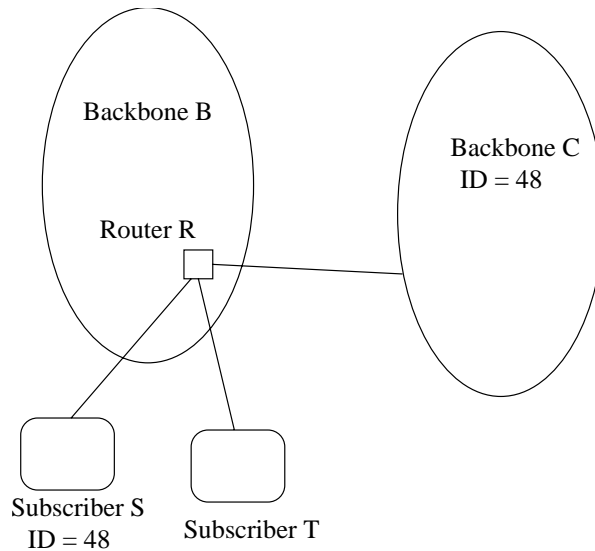 Backbone B
Backbone C
ID = 48
Router R
Subscriber S
ID = 48
Subscriber T